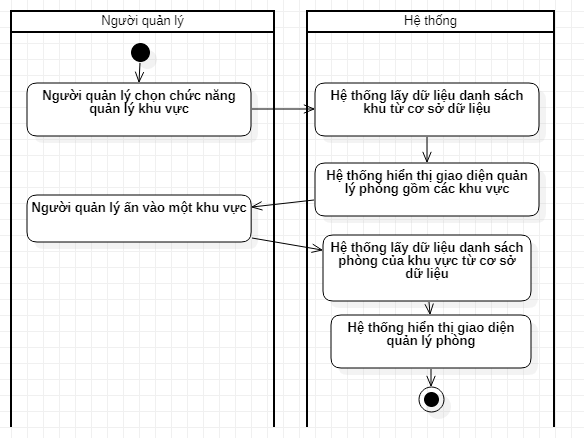 Người quản lý
Hệ thống
Người quản lý chọn chức năng
quản lý khu vực
Hệ thống lấy dữ liệu danh sách
khu từ cơ sở dữ liệu
Hệ thống hiển thị giao diện quản
lý phòng gồm các khu vực
Người quản lý ấn vào một khu vực
Hệ thống lấy dữ liệu danh sách
phòng của khu vực từ cơ sở
dữ liệu
Hệ thống hiển thị giao diện
quản lý phòng